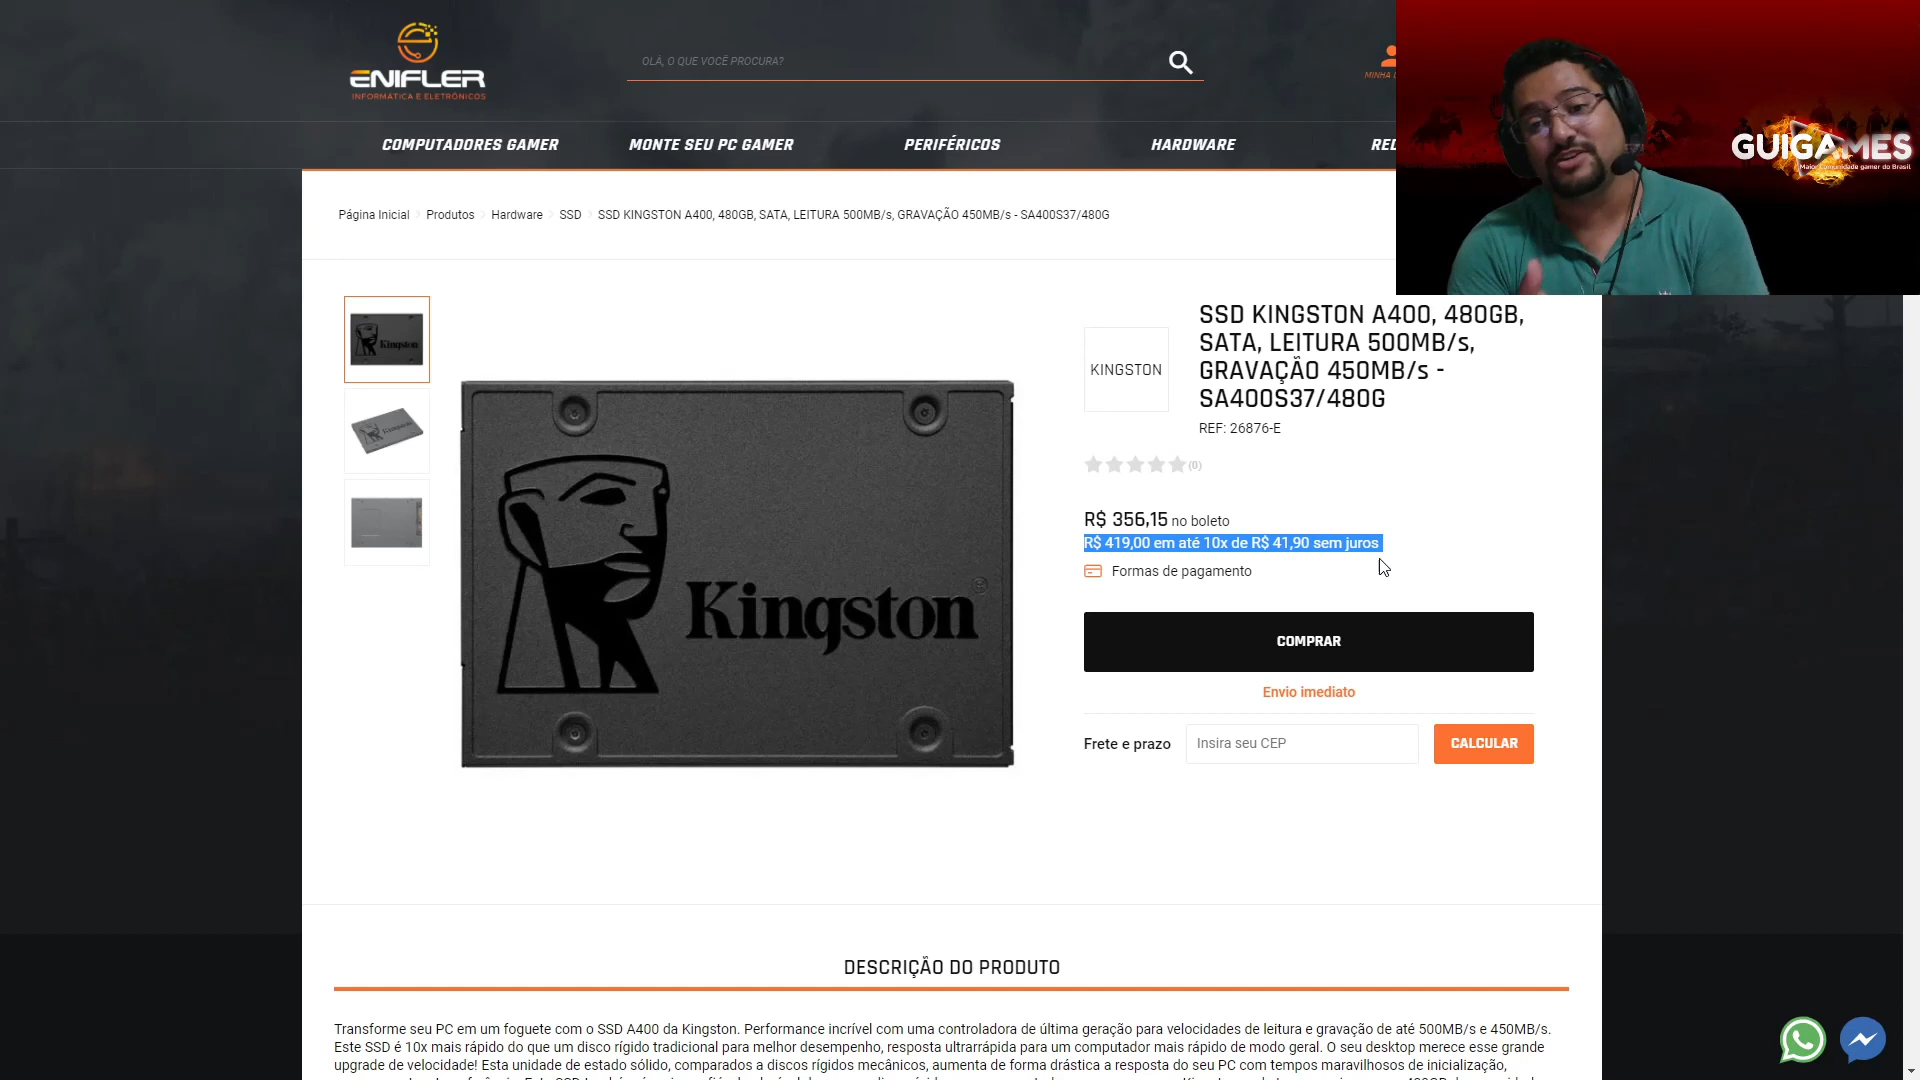 ENIFLER
INFORMÁTICA E ELETRÔNICOS
OLÁ, O QUE VOCÊ PROCURA?
MINHA
COMPUTADORES GAMER
MONTE SEU PC GAMER
PERIFÉRICOS
HARDWARE
GUIGAMES
Maior comunidade gamer do Brasil
Página Inicial
Produtos
Hardware
SSD
SSD KINGSTON A400, 480GB, SATA, LEITURA 500MB/s, GRAVAÇÃO 450MB/s - SA400S37/480G
Kingston
Kingston
Kingston
KINGSTON
SSD KINGSTON A400, 480GB,
SATA, LEITURA 500MB/s,
GRAVAÇÃO 450MB/s -
SA400S37/480G
REF: 26876-E
(0)
R$ 356,15 no boleto
R$ 419,00 em até 10x de R$ 41,90 sem juros
Formas de pagamento
COMPRAR
Envio imediato
Frete e prazo
Insira seu CEP
CALCULAR
DESCRIÇÃO DO PRODUTO
Transforme seu PC em um foguete com o SSD A400 da Kingston. Performance incrível com uma controladora de última geração para velocidades de leitura e gravação de até 500MB/s e 450MB/s.
Este SSD é 10x mais rápido do que um disco rígido tradicional para melhor desempenho, resposta ultrarrápida para um computador mais rápido de modo geral. O seu desktop merece esse grande
upgrade de velocidade! Esta unidade de estado sólido, comparados a discos rígidos mecânicos, aumenta de forma drástica a resposta do seu PC com tempos maravilhosos de inicialização,